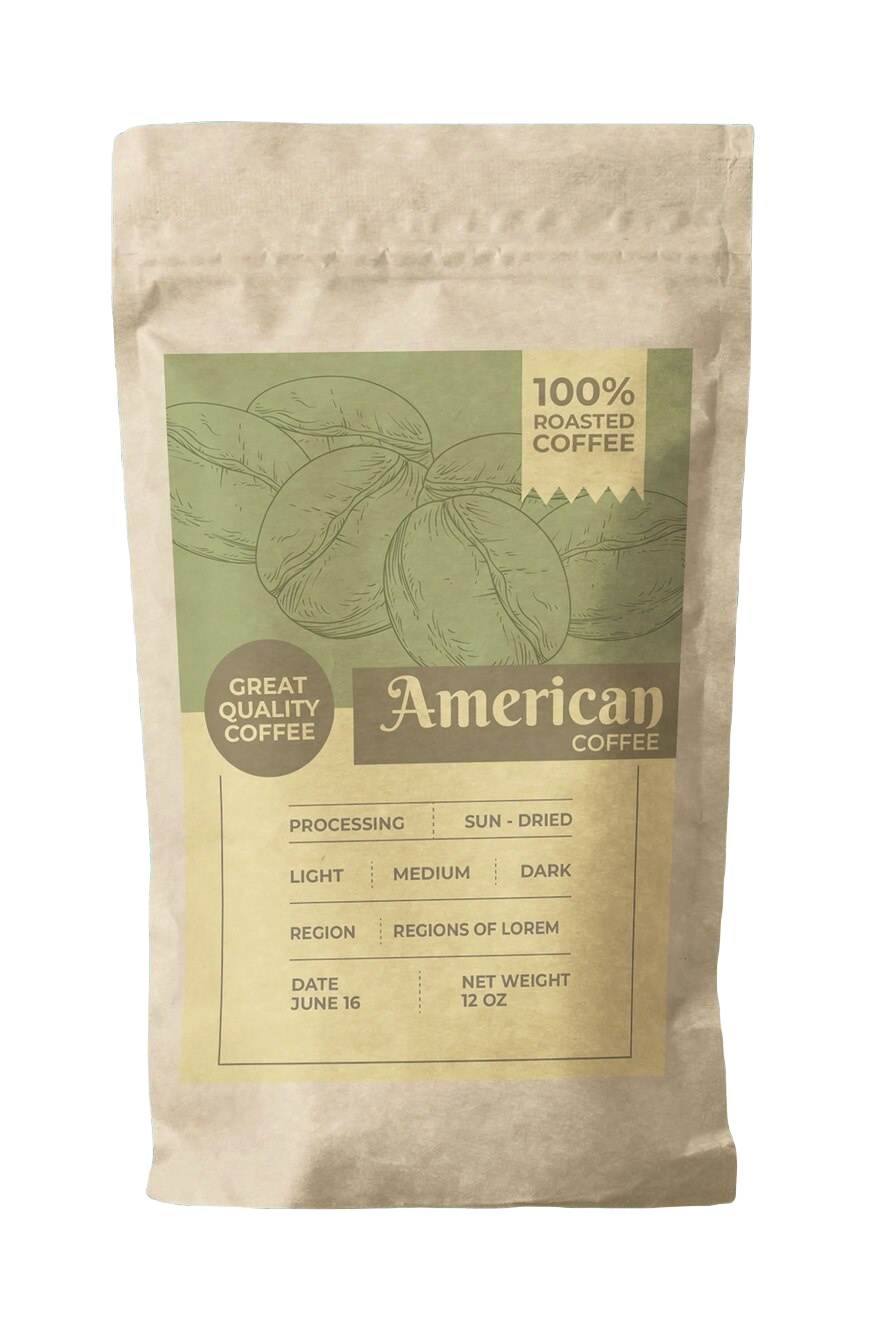 100%
ROASTED
COFFEE
GREAT
QUALITY
COFFEE
American
COFFEE
PROCESSING SUN - DRIED
LIGHT MEDIUM DARK
REGION REGIONS OF LOREM
DATE
JUNE 16
NET WEIGHT
12 OZ